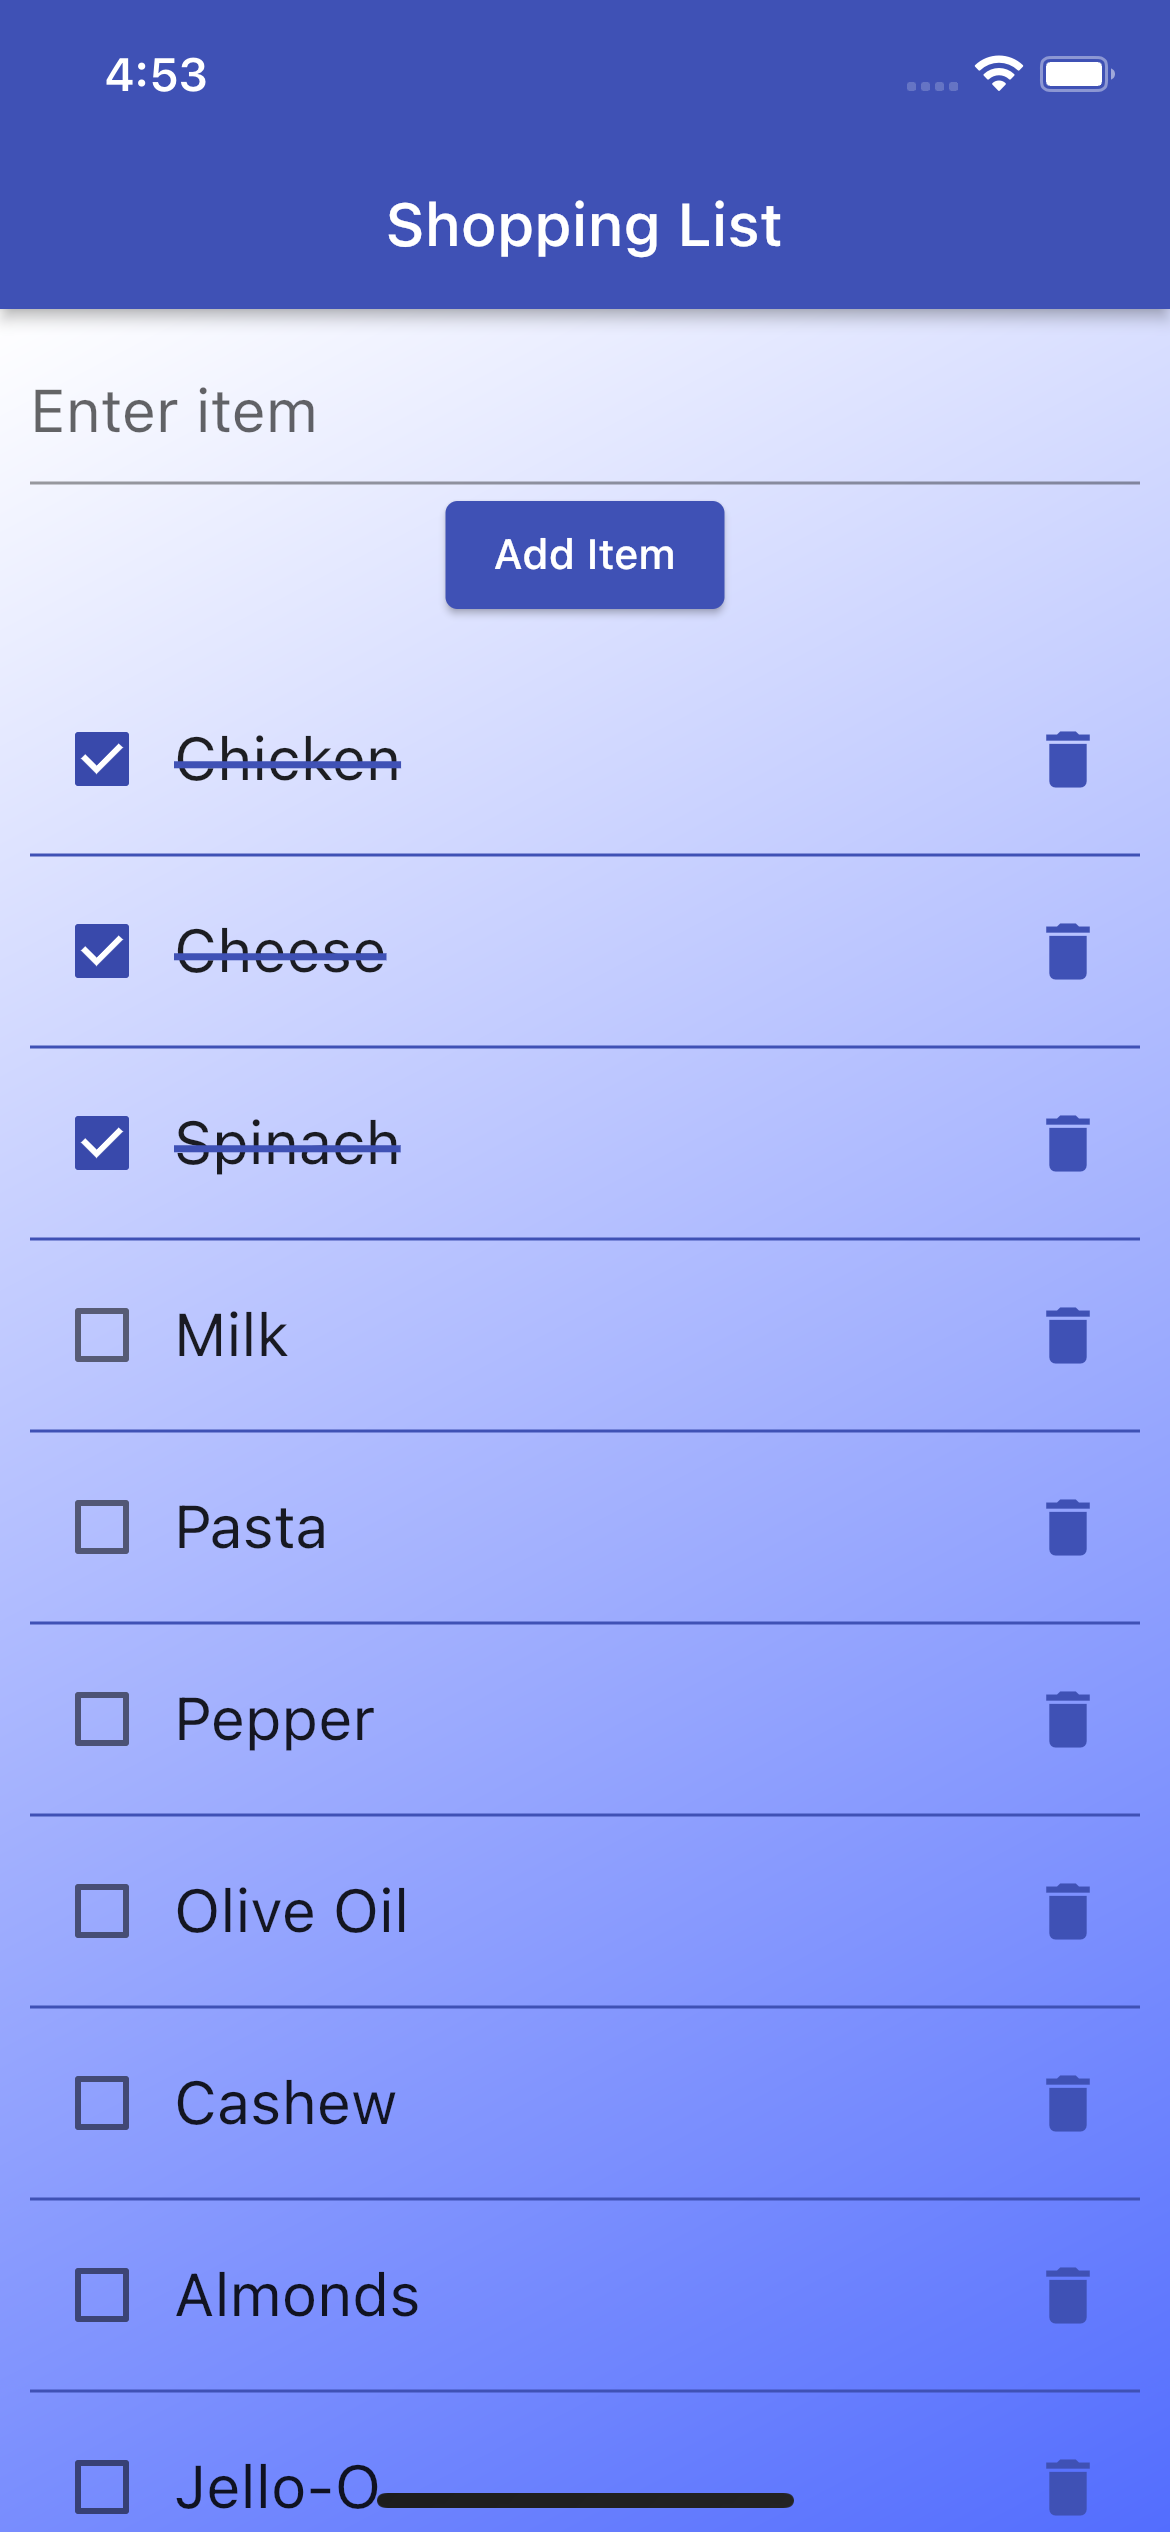 4:53
Shopping List
Enter item
Add Item
Chicken
Cheese
Spinach
Milk
Pasta
Pepper
Olive Oil
Cashew
Almonds
Jello-O